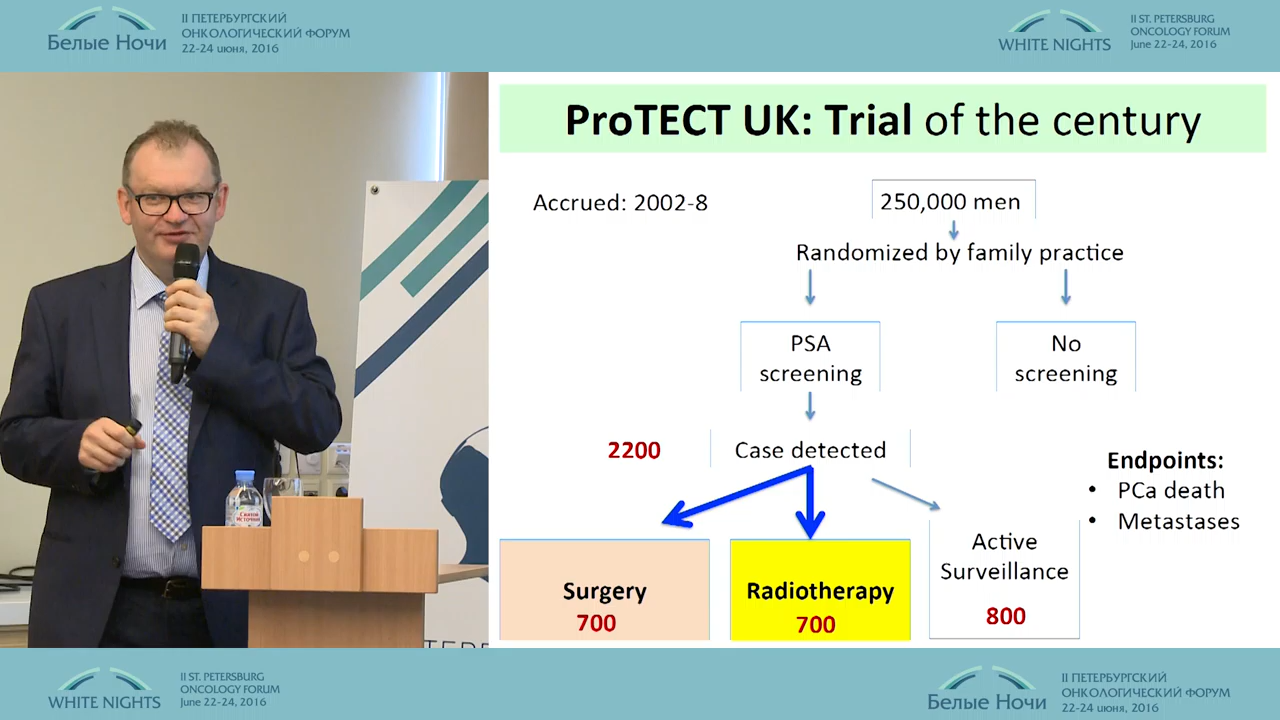 Белые Ночи
II ПЕТЕРБУРГСКИЙ
ОНКОЛОГИЧЕСКИЙ ФОРУМ
22-24 июня, 2016
WHITE NIGHTS
II ST. PETERSBURG
ONCOLOGY FORUM
June 22-24, 2016
ProTECT UK: Trial of the century
Accrued: 2002-8
250,000 men
Randomized by family practice
PSA
screening
No
screening
2200
Case detected
Endpoints:
• PCa death
• Metastases
Surgery
700
Radiotherapy
700
Active
Surveillance
800
Святой
Источник
WHITE NIGHTS
II ST. PETERSBURG
ONCOLOGY FORUM
June 22-24, 2016
Белые Ночи
II ПЕТЕРБУРГСКИЙ
ОНКОЛОГИЧЕСКИЙ ФОРУМ
22-24 июня, 2016